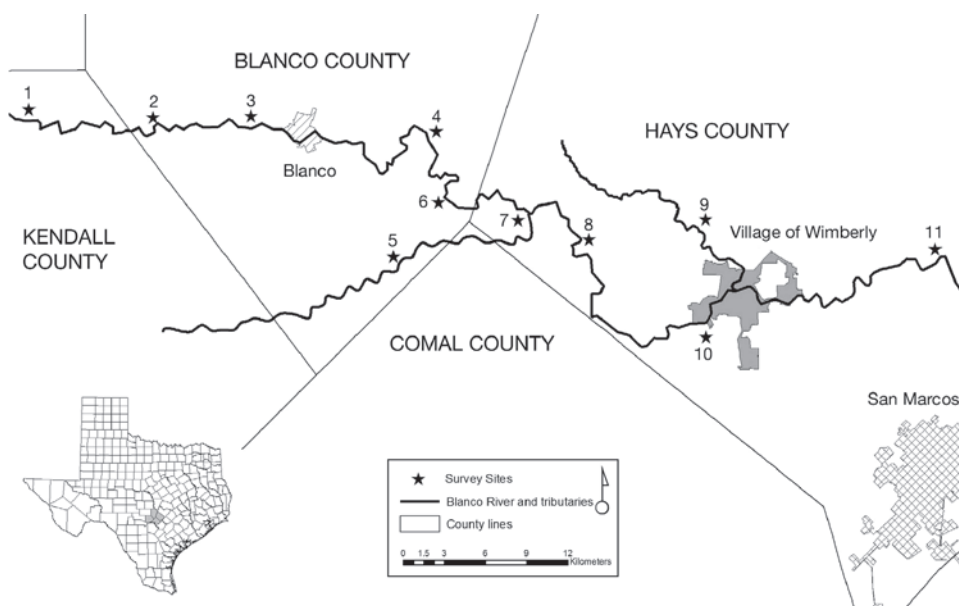 BLANCO COUNTY
1
2
3
4
HAYS COUNTY
Blanco
6
7
8
9
KENDALL
COUNTY
5
Village of Wimberly
11
COMAL COUNTY
10
San Marcos
Survey Sites
Blanco River and tributaries
County lines
0 1.5 3 6 9 12
Kilometers